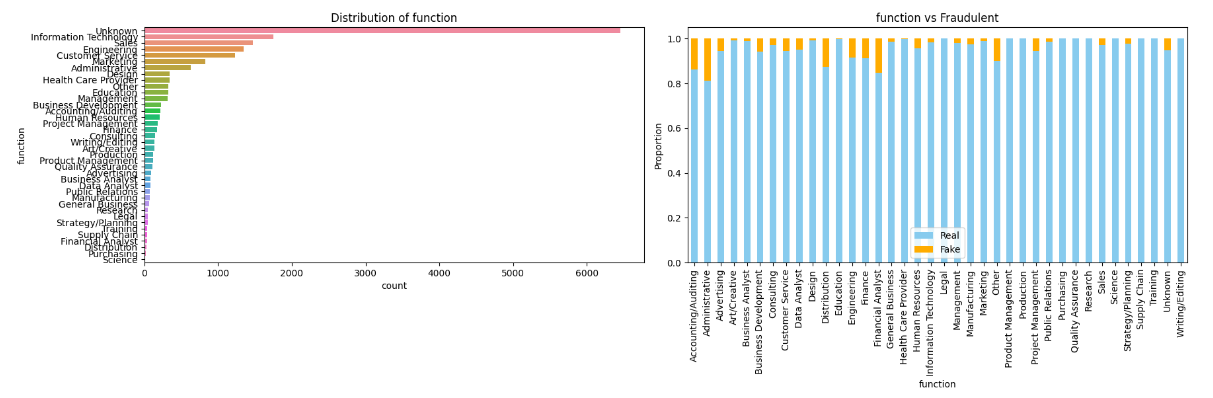 Distribution of function
Unknown
Information Technology
Sales
Engineering
Customer Service
Marketing
Administrative
Design
Health Care Provider
Other
Education
Management
Business Development
Accounting/Auditing
Human Resources
Project Management
Finance
Consulting
Writing/Editing
Art/Creative
Production
Product Management
Quality Assurance
Advertising
Business Analyst
Data Analyst
Public Relations
Manufacturing
General Business
Research
Legal
Strategy/Planning
Training
Supply Chain
Financial Analyst
Distribution
Purchasing
Science
function
0 1000 2000 3000 4000 5000 6000
count
function vs Fraudulent
1.0
0.8
0.6
0.4
0.2
0.0
Proportion
Real
Fake
Accounting/Auditing
Administrative
Advertising
Art/Creative
Business Analyst
Business Development
Consulting
Customer Service
Data Analyst
Design
Distribution
Education
Engineering
Finance
Financial Analyst
General Business
Health Care Provider
Human Resources
Information Technology
Legal
Management
Manufacturing
Marketing
Other
Product Management
Production
Project Management
Public Relations
Purchasing
Quality Assurance
Research
Sales
Science
Strategy/Planning
Supply Chain
Training
Unknown
Writing/Editing
function